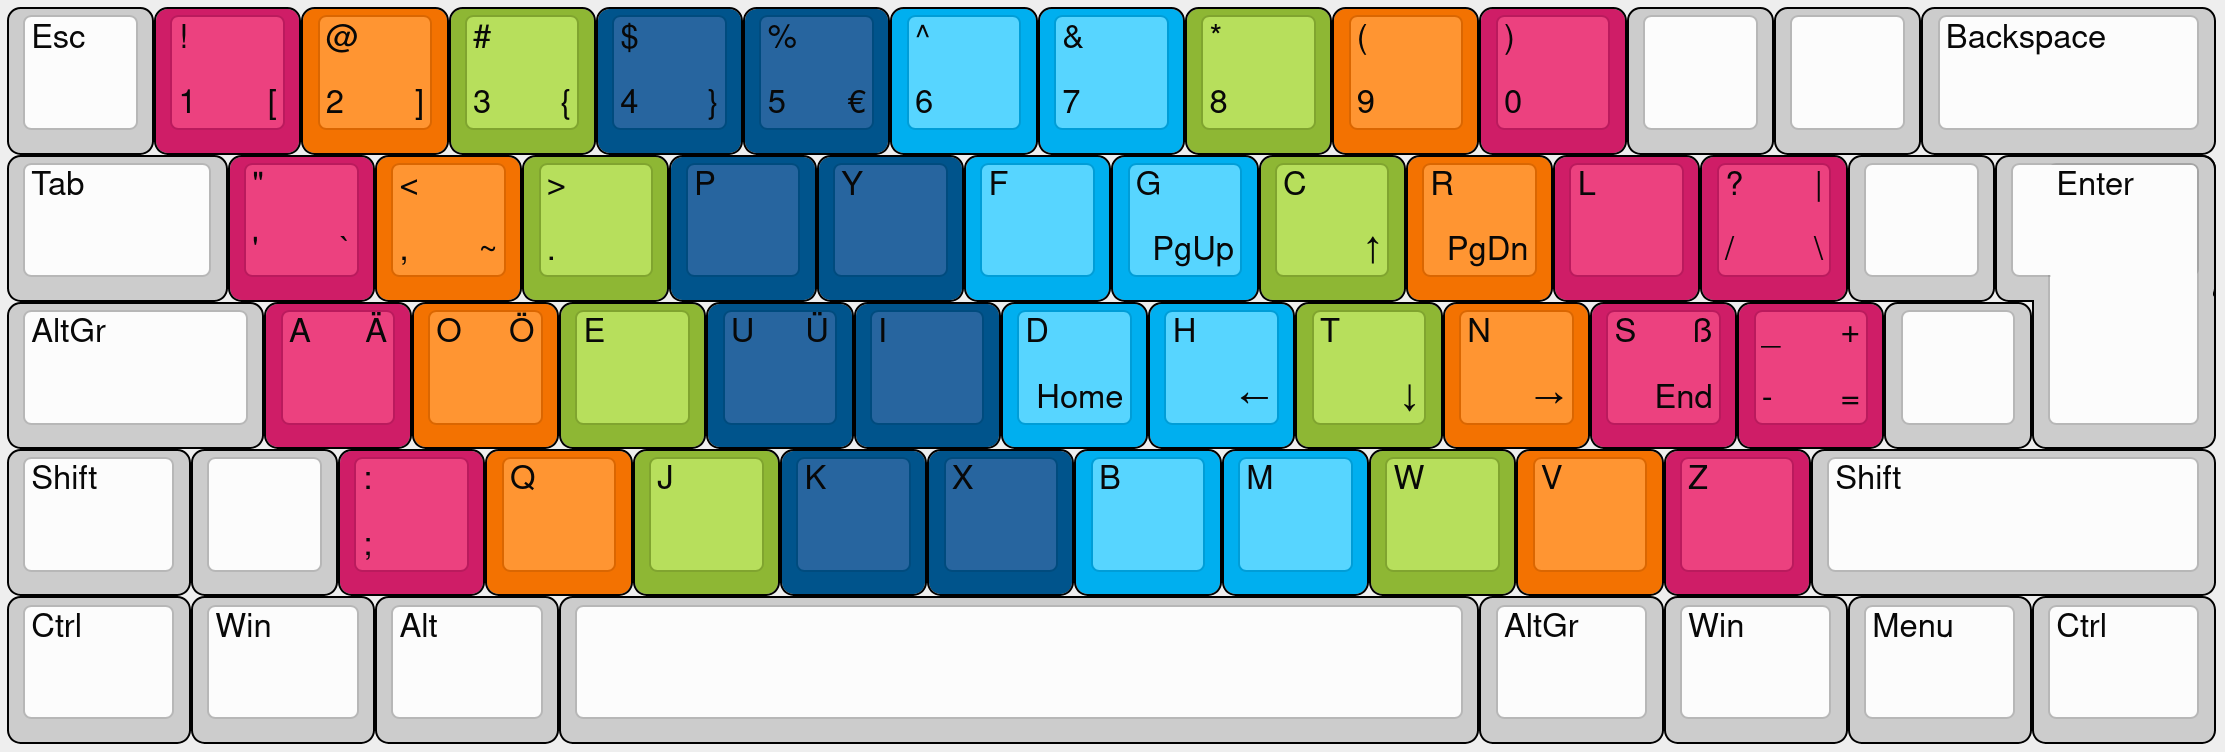 Esc ! @ # $ % ^ & * ( ) Backspace
1 [ 2 ] 3 { 4 } 5 € 6 7 8 9 0
Tab " < > P Y F G C R L ? | Enter
' ` , ~ . PgUp ↑ PgDn / \
AltGr A Ä O Ö E U Ü I D H T N S ß _ +
Home ← ↓ → End - =
Shift : Q J K X B M W V Z Shift
;
Ctrl Win Alt AltGr Win Menu Ctrl